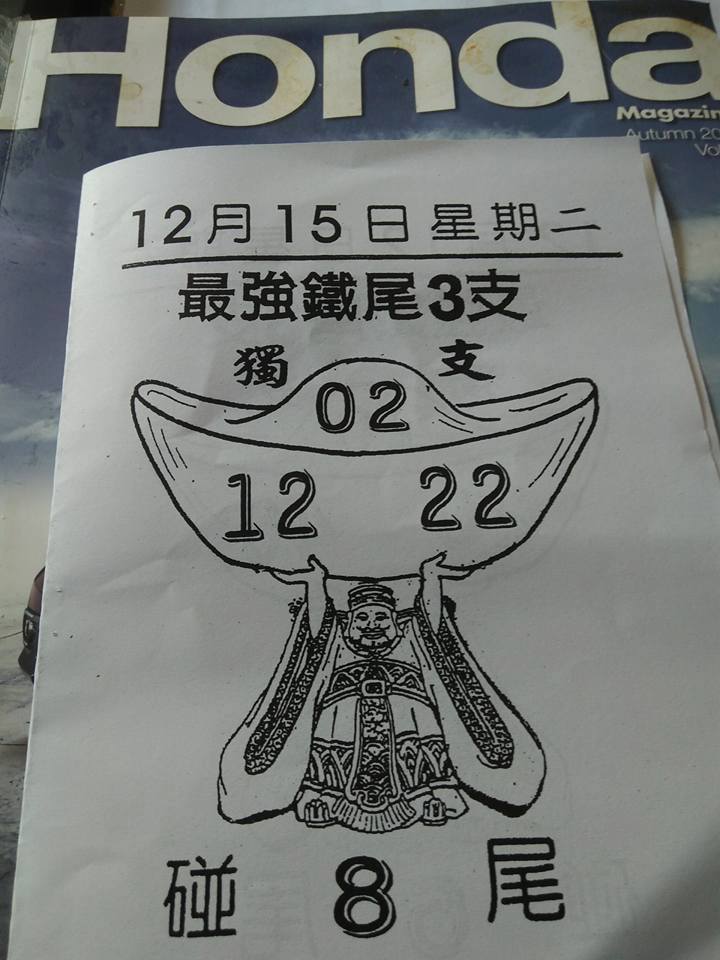 Honda
Magazin
Autumn 20
Vol
12月15日星期二
最強鐵尾3支
獨支
02
12 22
碰8尾